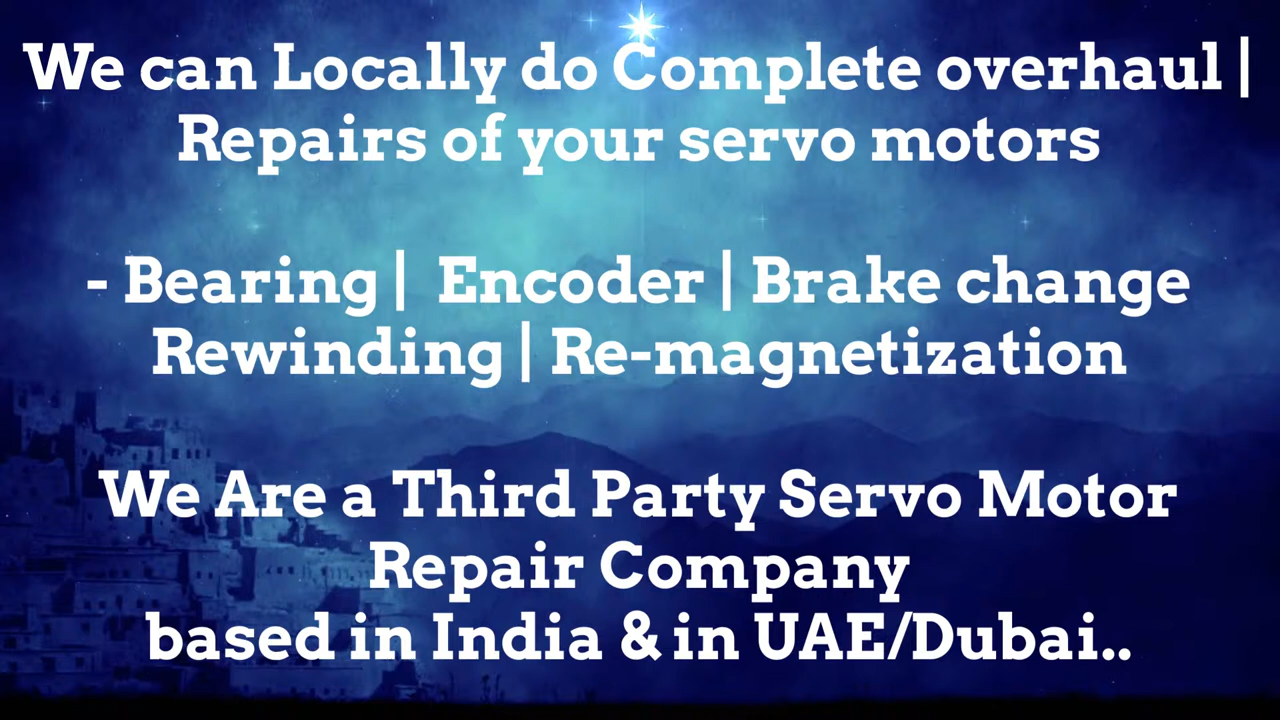 We can Locally do Complete overhaul |
Repairs of your servo motors
- Bearing | Encoder | Brake change
Rewinding | Re-magnetization
We Are a Third Party Servo Motor
Repair Company
based in India & in UAE/Dubai..